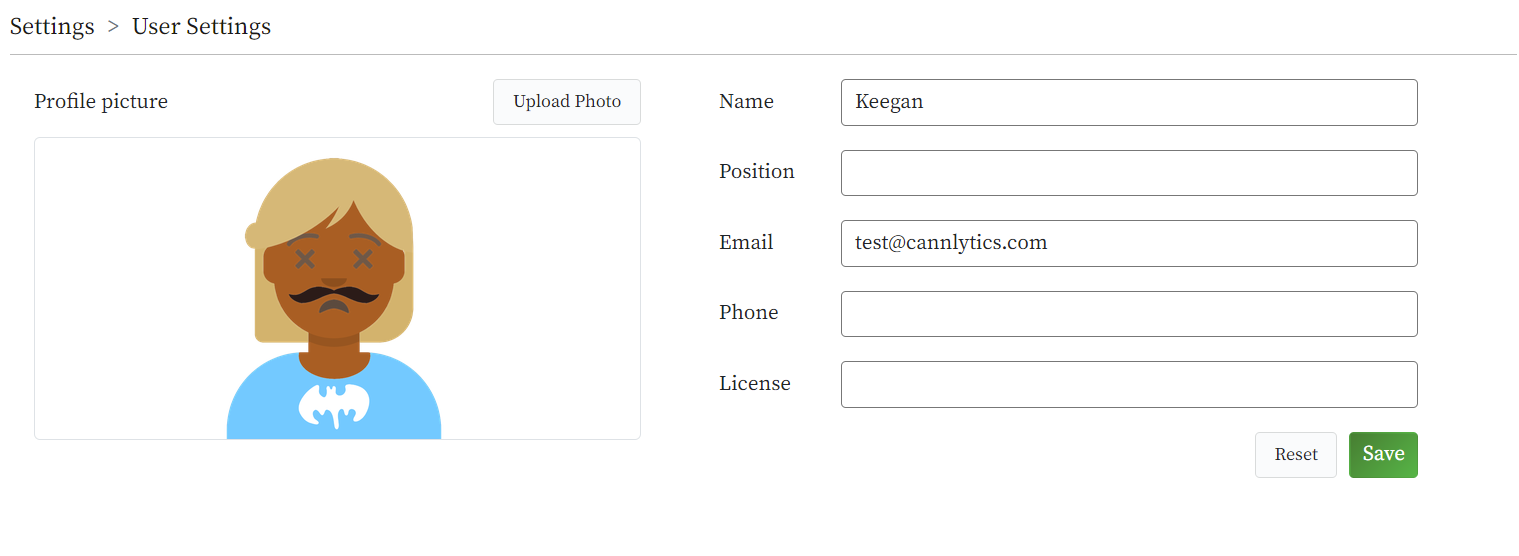 Settings > User Settings
Profile picture
Upload Photo
Name
Keegan
Position
Email
test@cannlytics.com
Phone
License
Reset
Save